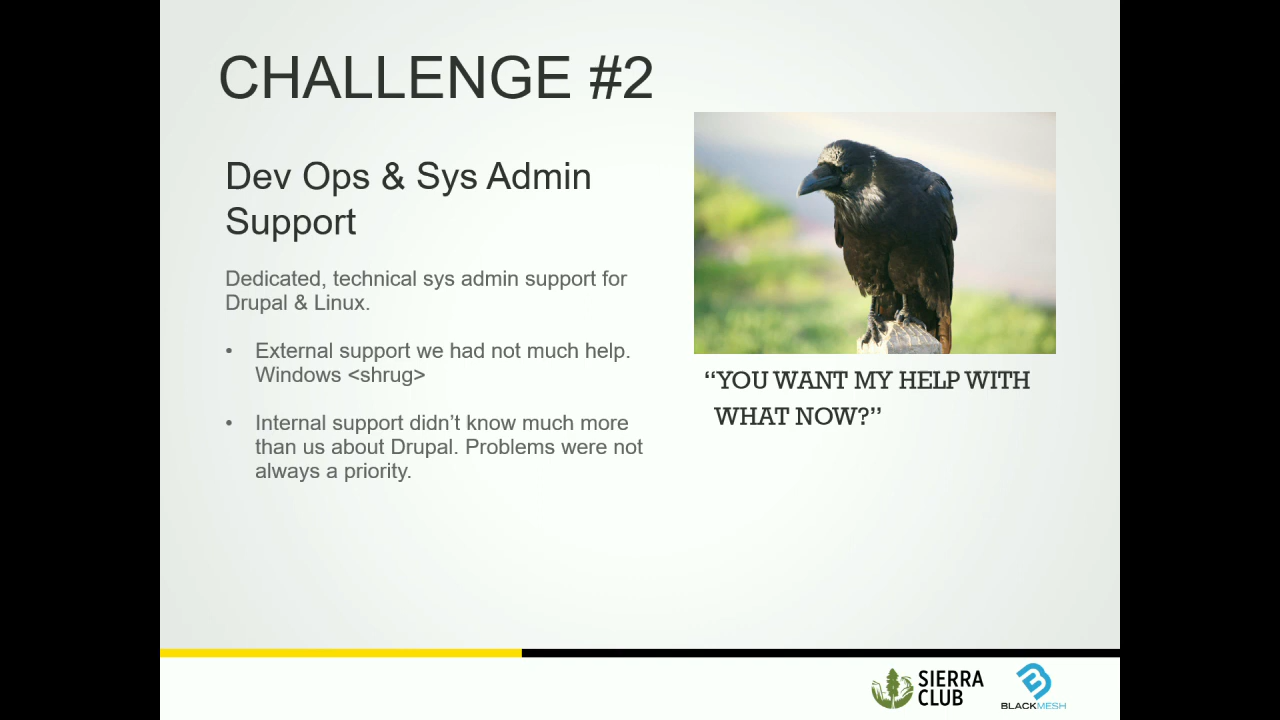 CHALLENGE #2
Dev Ops & Sys Admin
Support
Dedicated, technical sys admin support for
Drupal & Linux.
• External support we had not much help.
Windows <shrug>
• Internal support didn’t know much more
than us about Drupal. Problems were not
always a priority.
“YOU WANT MY HELP WITH
WHAT NOW?”
SIERRA
CLUB
BLACKMESH